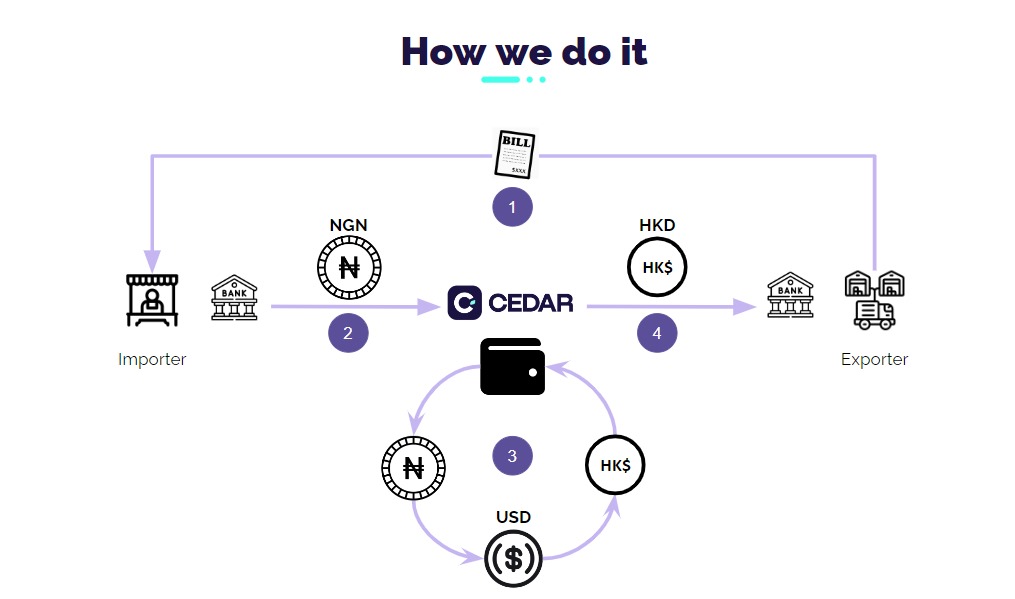 How we do it
BILL
$XXX
1
NGN
₦
HKD
HK$
BANK
CEDAR
BANK
2
4
Importer
Exporter
₦
3
HK$
USD
$